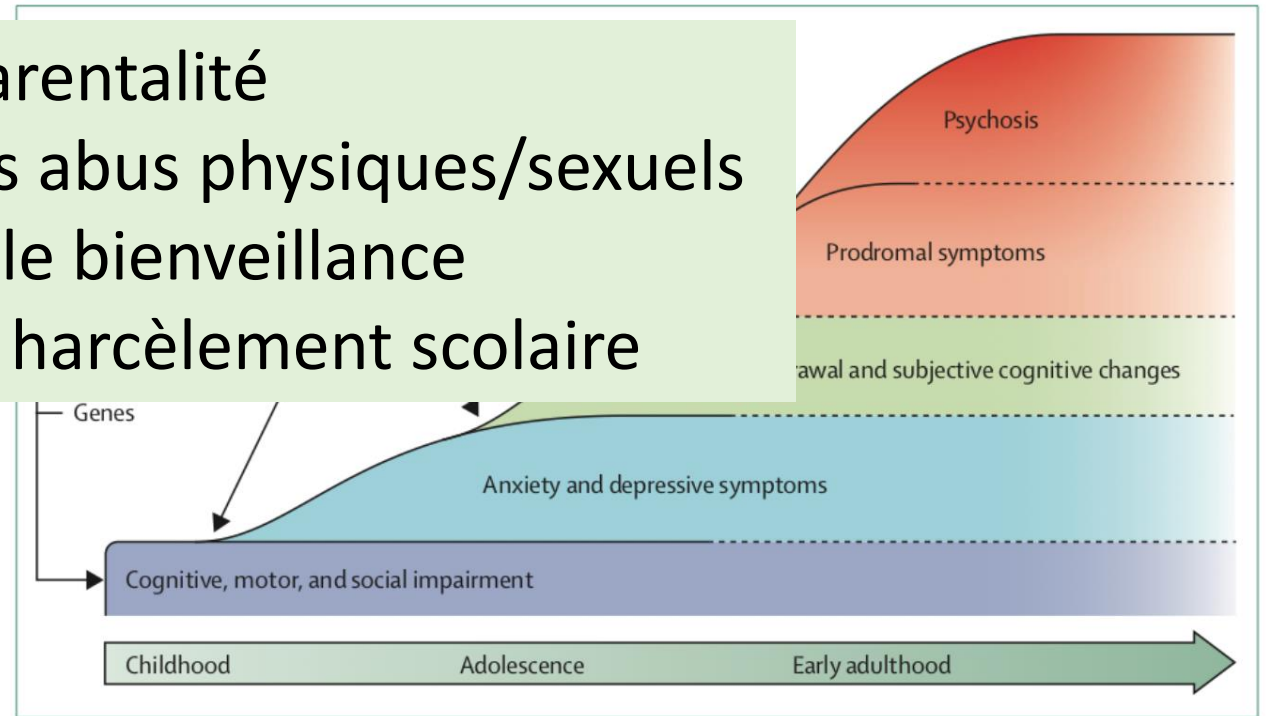 arentalité
s abus physiques/sexuels
le bienveillance
harcèlement scolaire
Psychosis
Prodromal symptoms
rawal and subjective cognitive changes
Genes
Anxiety and depressive symptoms
Cognitive, motor, and social impairment
Childhood Adolescence Early adulthood